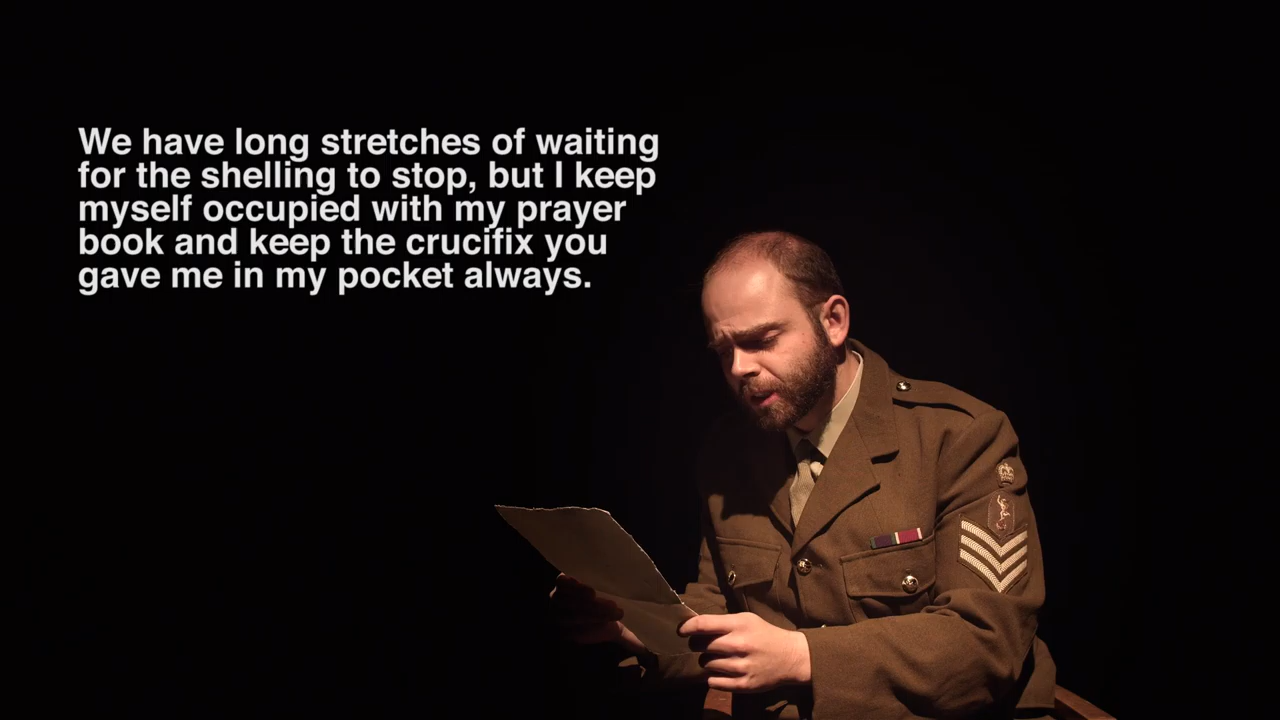 We have long stretches of waiting
for the shelling to stop, but I keep
myself occupied with my prayer
book and keep the crucifix you
gave me in my pocket always.